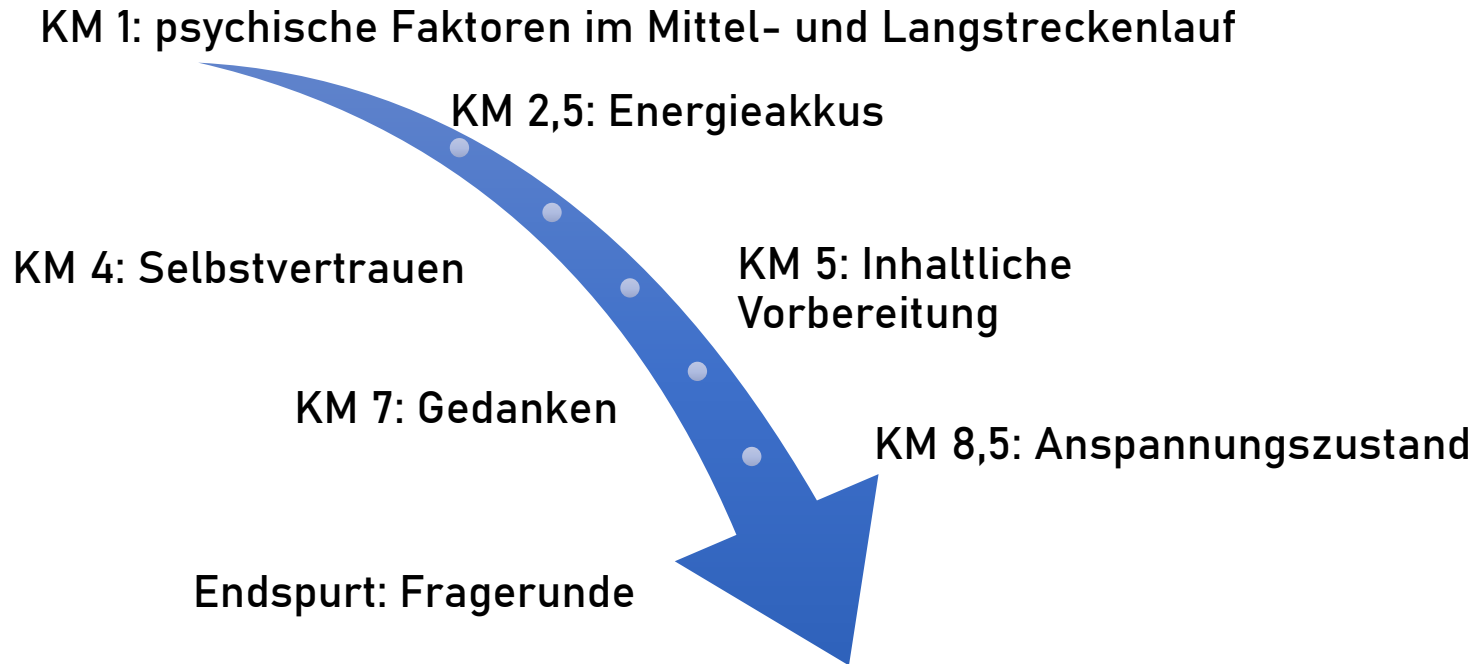 KM 1: psychische Faktoren im Mittel- und Langstreckenlauf
KM 2,5: Energieakkus
KM 4: Selbstvertrauen
KM 5: Inhaltliche
Vorbereitung
KM 7: Gedanken
KM 8,5: Anspannungszustand
Endspurt: Fragerunde